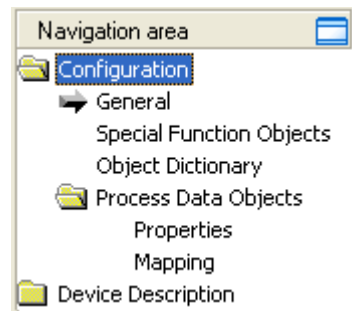 Navigation area
Configuration
General
Special Function Objects
Object Dictionary
Process Data Objects
Properties
Mapping
Device Description